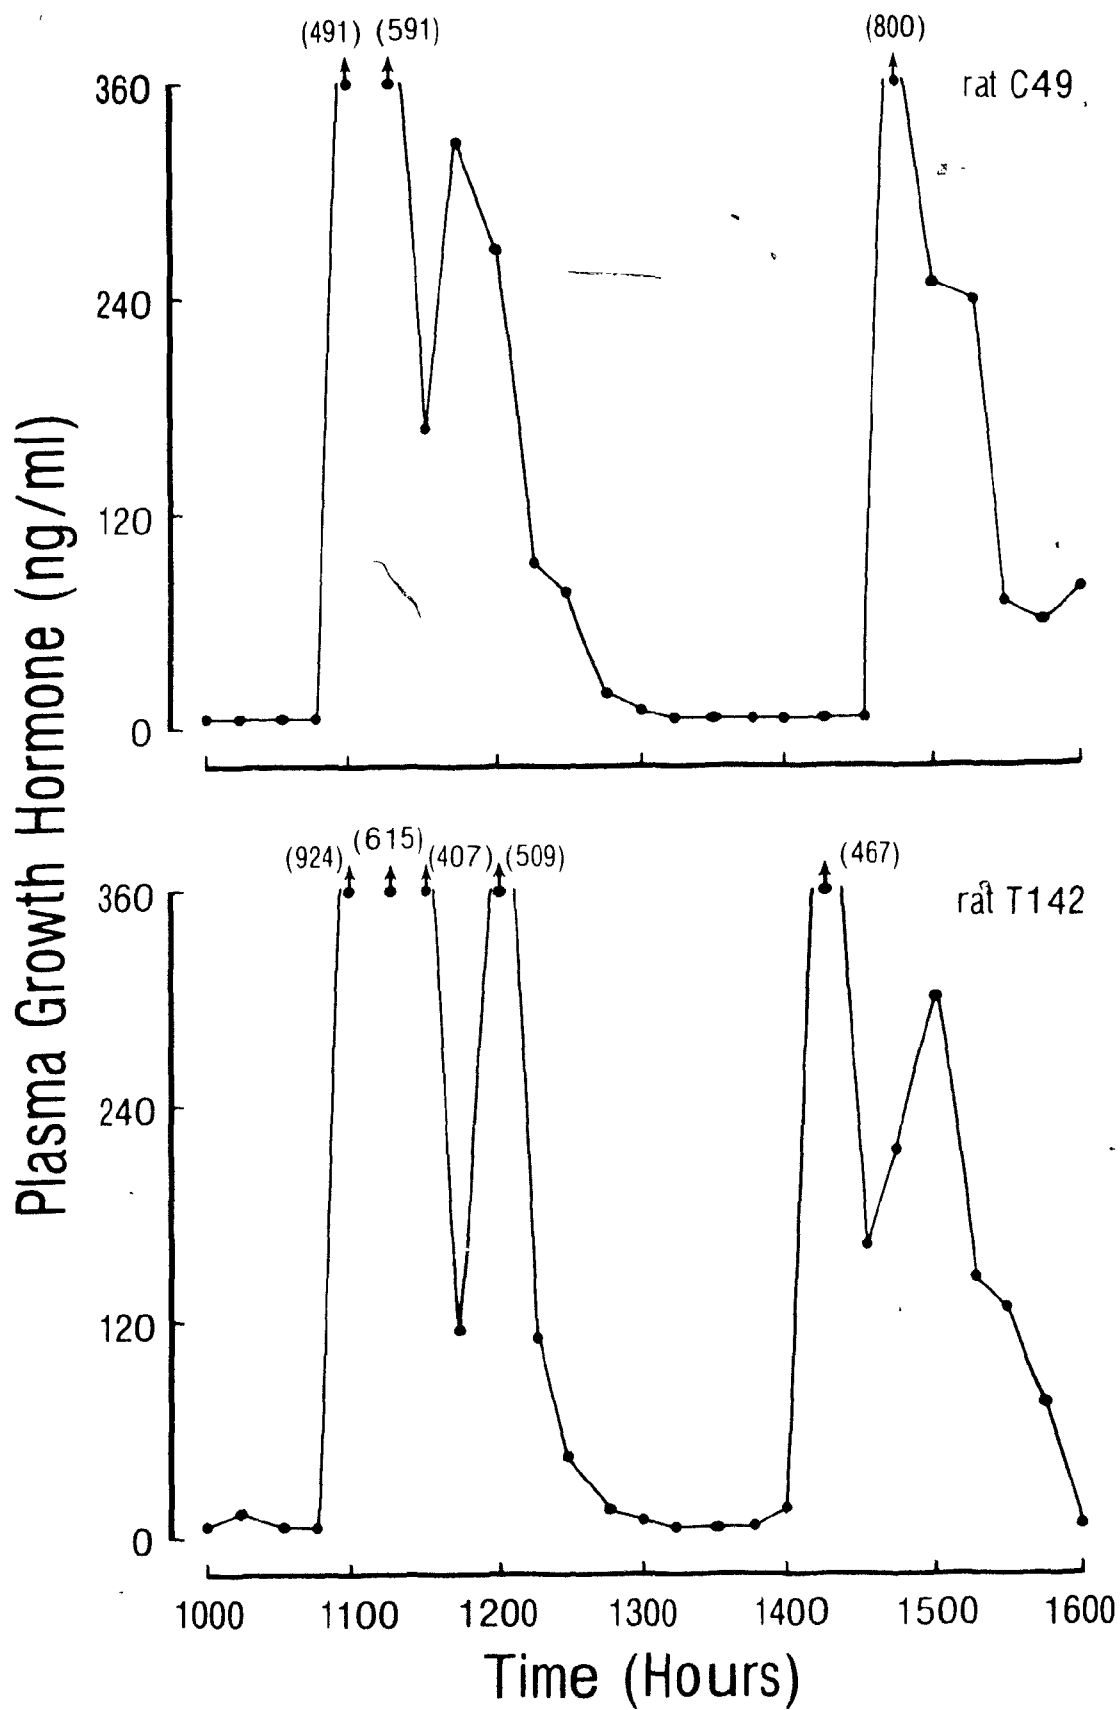 (491) (591) (800)
360 rat C49
240
120
0
Plasma Growth Hormone (ng/ml)
(924) (615) (407) (509) (467)
360 rat T142
240
120
0
1000 1100 1200 1300 1400 1500 1600
Time (Hours)